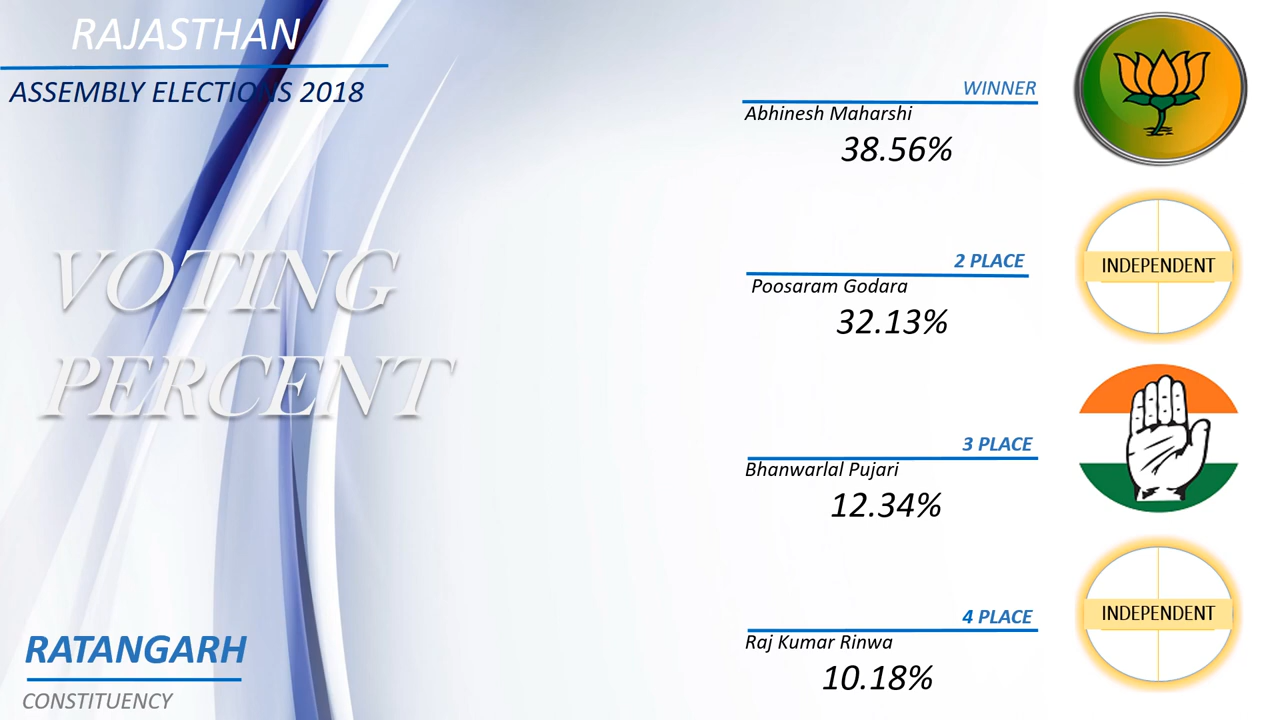 RAJASTHAN
ASSEMBLY ELECTIONS 2018
VOTING
PERCENT
RATANGARH
CONSTITUENCY
WINNER
Abhinesh Maharshi
38.56%
2 PLACE
Poosaram Godara
32.13%
INDEPENDENT
3 PLACE
Bhanwarlal Pujari
12.34%
4 PLACE
Raj Kumar Rinwa
10.18%
INDEPENDENT